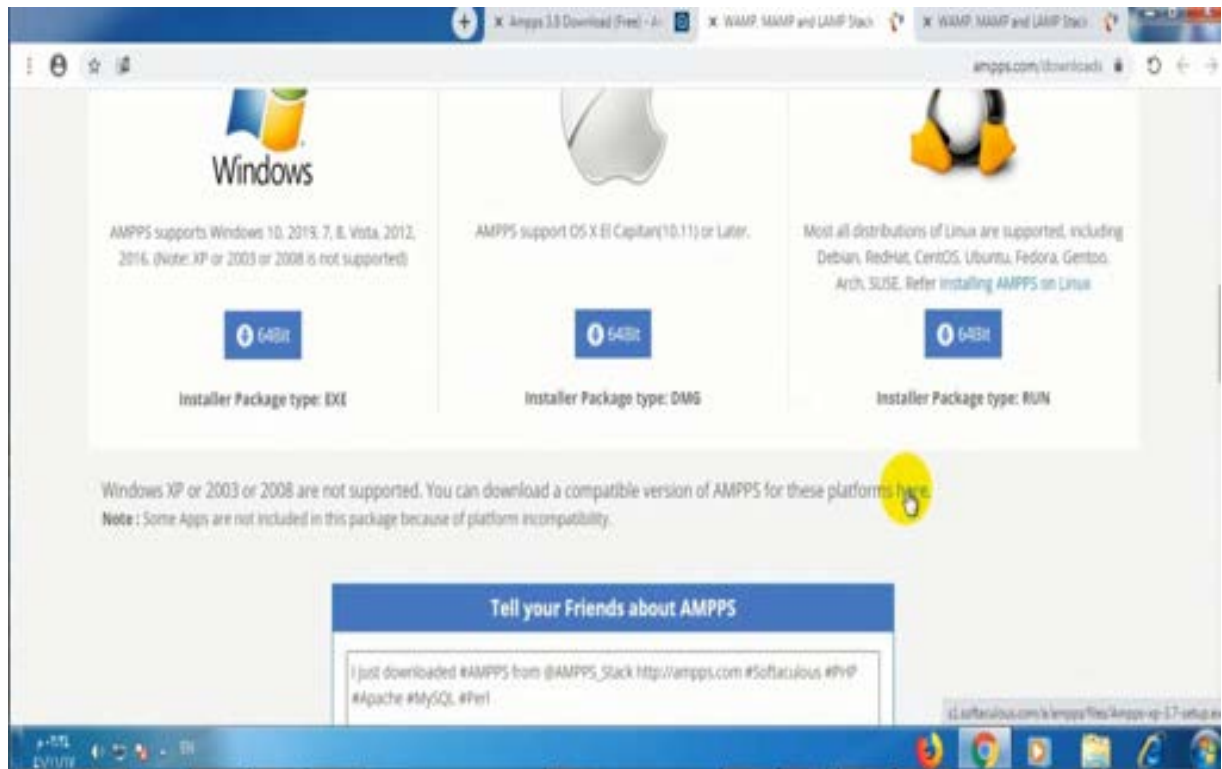 Ampps 3.8 Download (Free) -
WAMP, MAMP and LAMP Stack
WAMP, MAMP and LAMP Stack
ampps.com/downloads
Windows
AMPPS supports Windows 10, 2019, 7, 8, Vista, 2012,
2016. (Note: XP or 2003 or 2008 is not supported)
64Bit
Installer Package type: EXE
AMPPS support OS X El Capitan(10.11) or Later.
64Bit
Installer Package type: DMG
Most all distributions of Linux are supported, including
Debian, RedHat, CentOS, Ubuntu, Fedora, Gentoo,
Arch, SUSE. Refer Installing AMPPS on Linux
64Bit
Installer Package type: RUN
Windows XP or 2003 or 2008 are not supported. You can download a compatible version of AMPPS for these platforms here.
Note : Some Apps are not included in this package because of platform incompatibility.
Tell your Friends about AMPPS
I just downloaded #AMPPS from @AMPPS_Stack http://ampps.com #Softaculous #PHP
#Apache #MySQL #Perl
EN